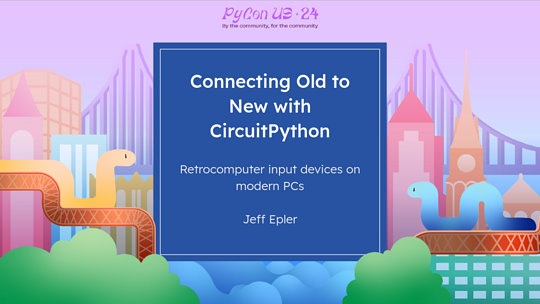 PyCon US · 24
By the community, for the community
Connecting Old to
New with
CircuitPython
Retrocomputer input devices on
modern PCs
Jeff Epler